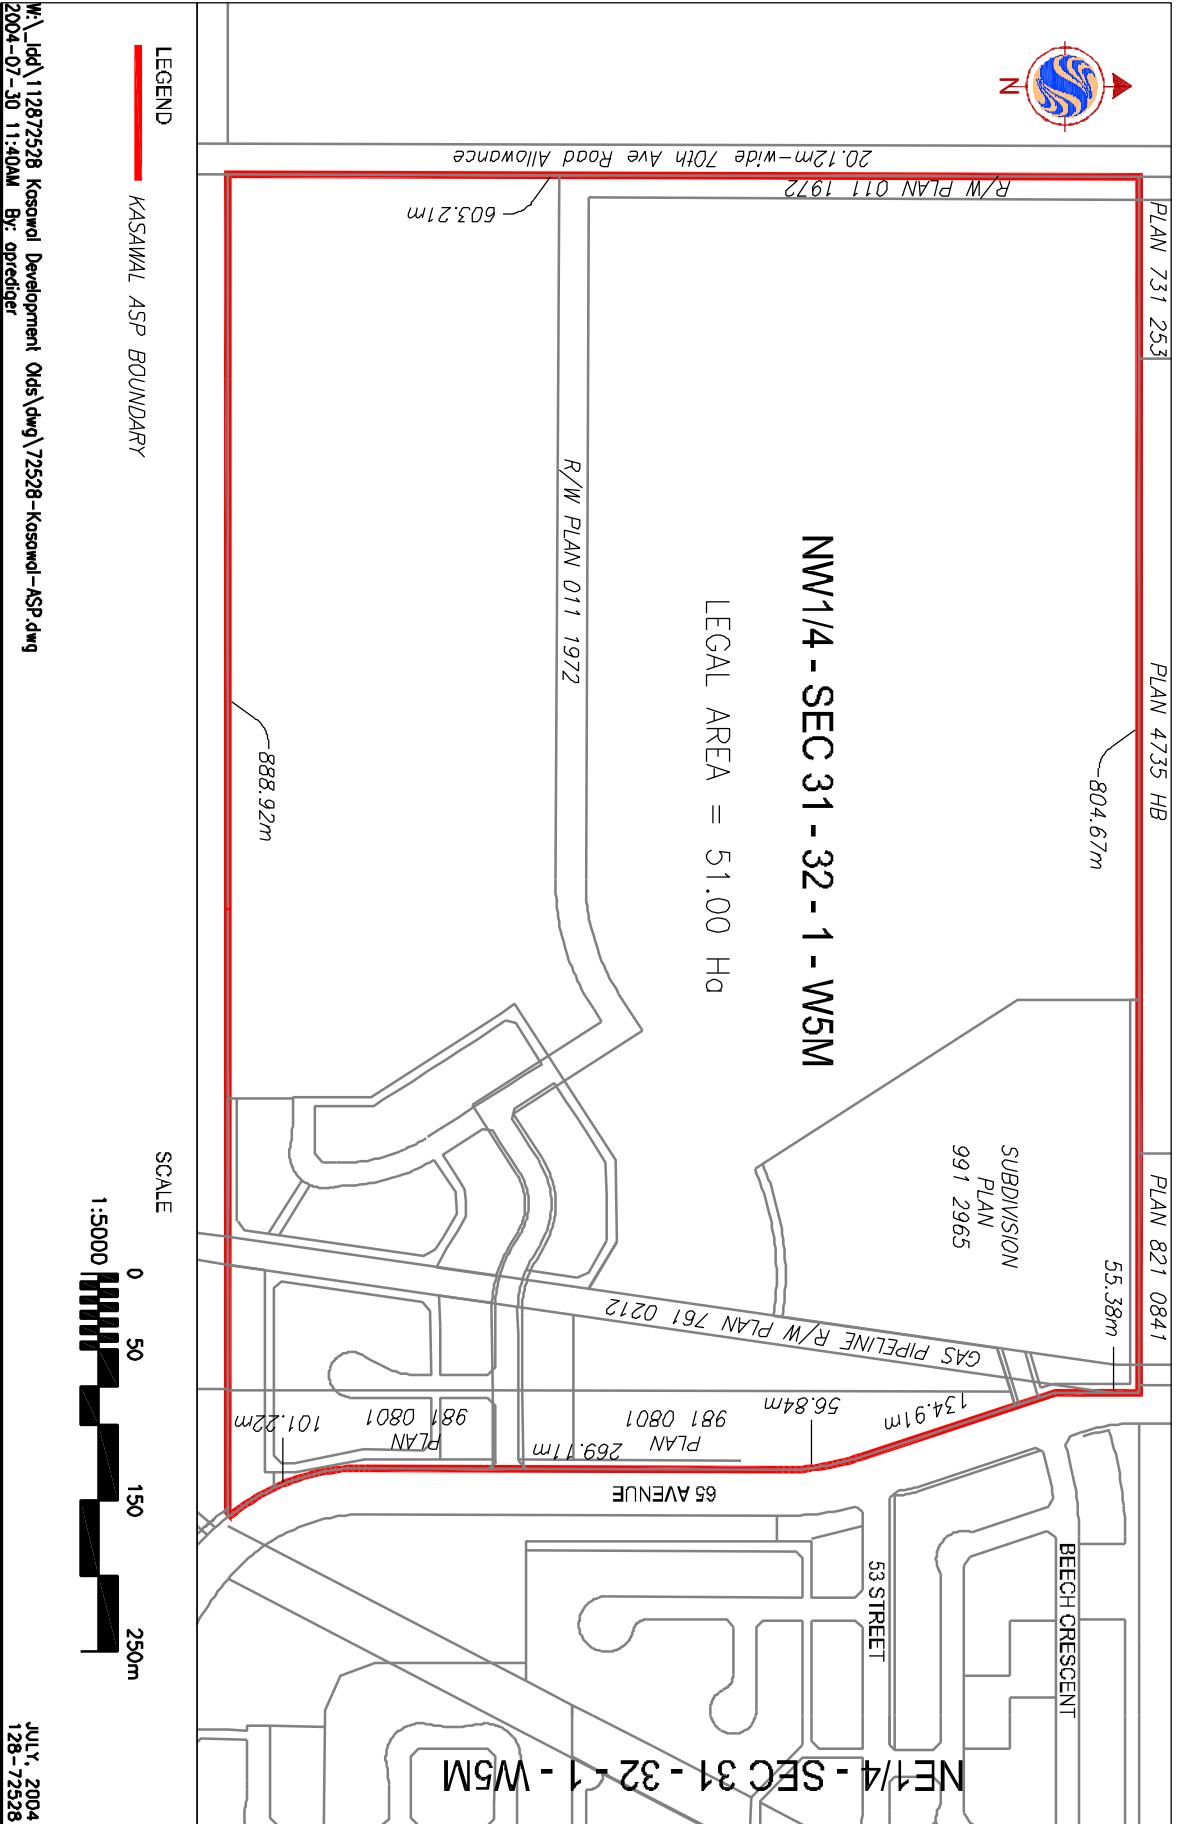 N
20.12m-wide 70th Ave Road Allowance
R/W PLAN 011 1972
603.21m
PLAN 731 253
PLAN 4735 HB
PLAN 821 0841
804.67m
55.38m
NW1/4 - SEC 31 - 32 - 1 - W5M
LEGAL AREA = 51.00 Ha
R/W PLAN 011 1972
888.92m
SUBDIVISION
PLAN
991 2965
GAS PIPELINE R/W PLAN 761 0212
134.91m
56.84m
PLAN
981 0801
269.11m
PLAN
981 0801
101.22m
65 AVENUE
53 STREET
BEECH CRESCENT
NE1/4 - SEC 31 - 32 - 1 - W5M
LEGEND
KASAWAL ASP BOUNDARY
SCALE
1:5000
0 50 150 250m
W:\_ldd\112872528 Kasawal Development Olds\dwg\72528-Kasawal-ASP.dwg
2004-07-30 11:40AM By: aprediger
JULY, 2004
128-72528